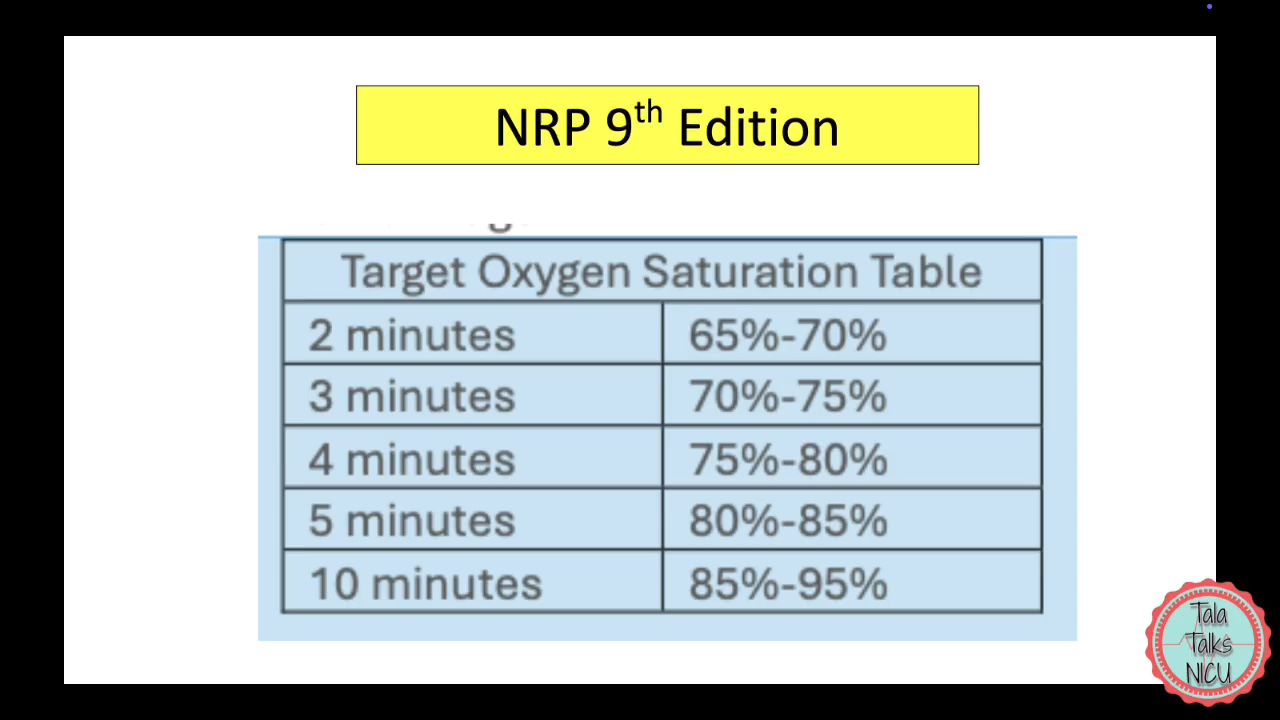 NRP 9th Edition
Target Oxygen Saturation Table
2 minutes 65%-70%
3 minutes 70%-75%
4 minutes 75%-80%
5 minutes 80%-85%
10 minutes 85%-95%
Tala
Talks
NICU